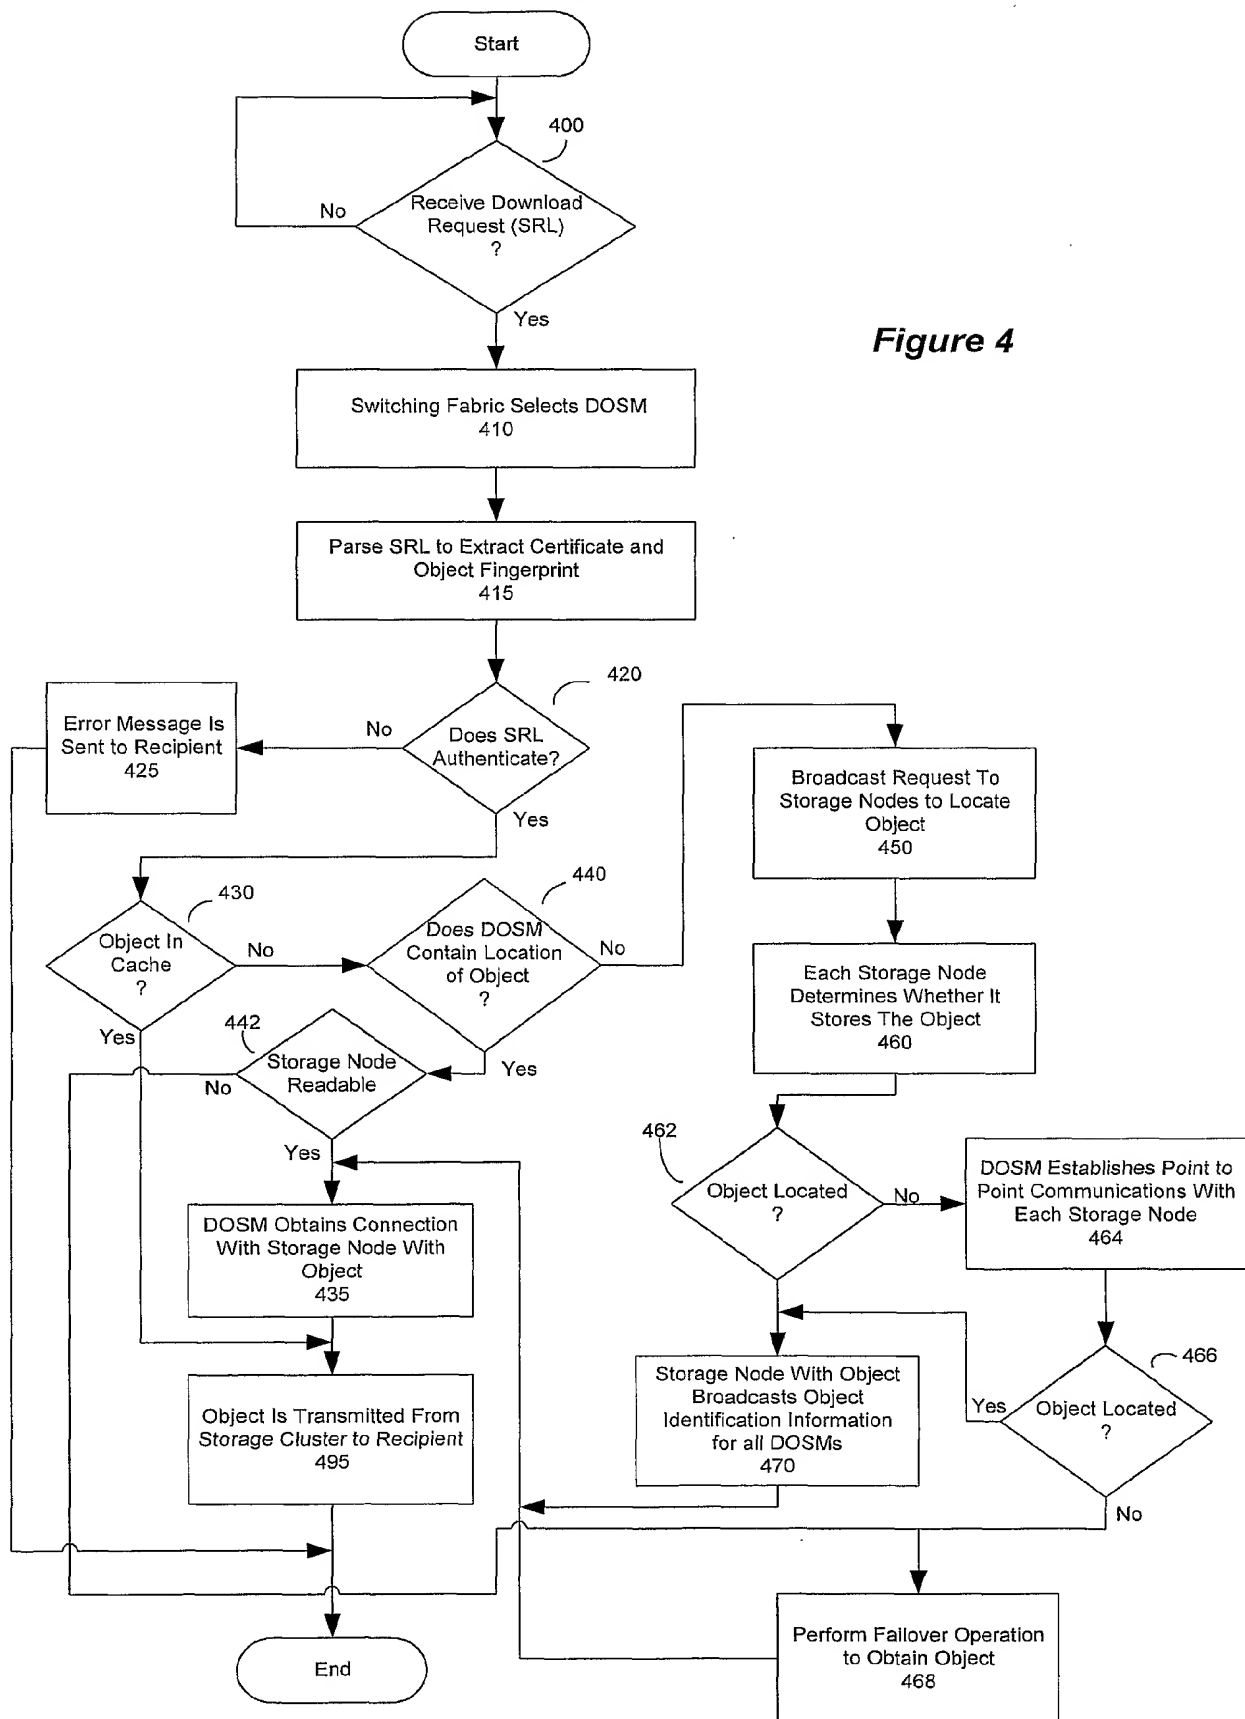 Start
400
Receive Download
Request (SRL)
?
No
Yes
Figure 4
Switching Fabric Selects DOSM
410
Parse SRL to Extract Certificate and
Object Fingerprint
415
420
Does SRL
Authenticate?
No
Yes
Error Message Is
Sent to Recipient
425
Broadcast Request To
Storage Nodes to Locate
Object
450
430
Object In
Cache
?
No
Yes
440
Does DOSM
Contain Location
of Object
?
No
Yes
Each Storage Node
Determines Whether It
Stores The Object
460
442
Storage Node
Readable
No
Yes
462
Object Located
?
No
DOSM Establishes Point to
Point Communications With
Each Storage Node
464
DOSM Obtains Connection
With Storage Node With
Object
435
466
Object Located
?
Yes
No
Storage Node With Object
Broadcasts Object
Identification Information
for all DOSMs
470
Object Is Transmitted From
Storage Cluster to Recipient
495
Perform Failover Operation
to Obtain Object
468
End